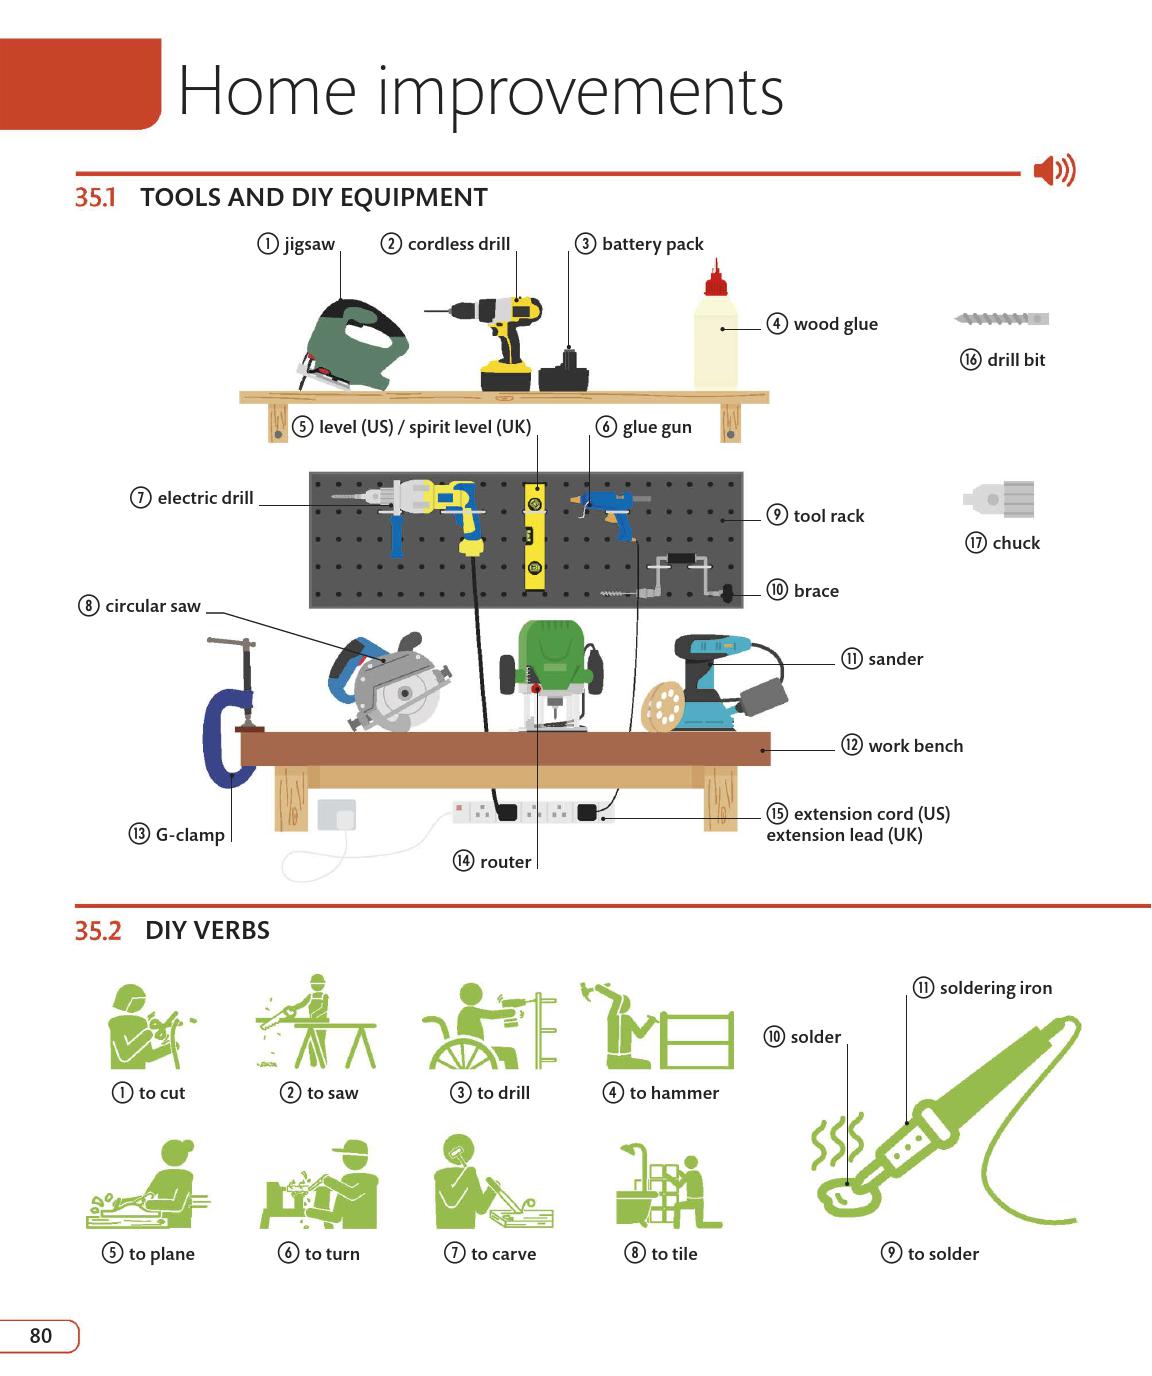 Home improvements
35.1 TOOLS AND DIY EQUIPMENT
1 jigsaw
2 cordless drill
3 battery pack
4 wood glue
16 drill bit
5 level (US) / spirit level (UK)
6 glue gun
7 electric drill
9 tool rack
17 chuck
10 brace
8 circular saw
11 sander
12 work bench
13 G-clamp
14 router
15 extension cord (US)
extension lead (UK)
35.2 DIY VERBS
1 to cut
2 to saw
3 to drill
4 to hammer
10 solder
11 soldering iron
5 to plane
6 to turn
7 to carve
8 to tile
9 to solder
80